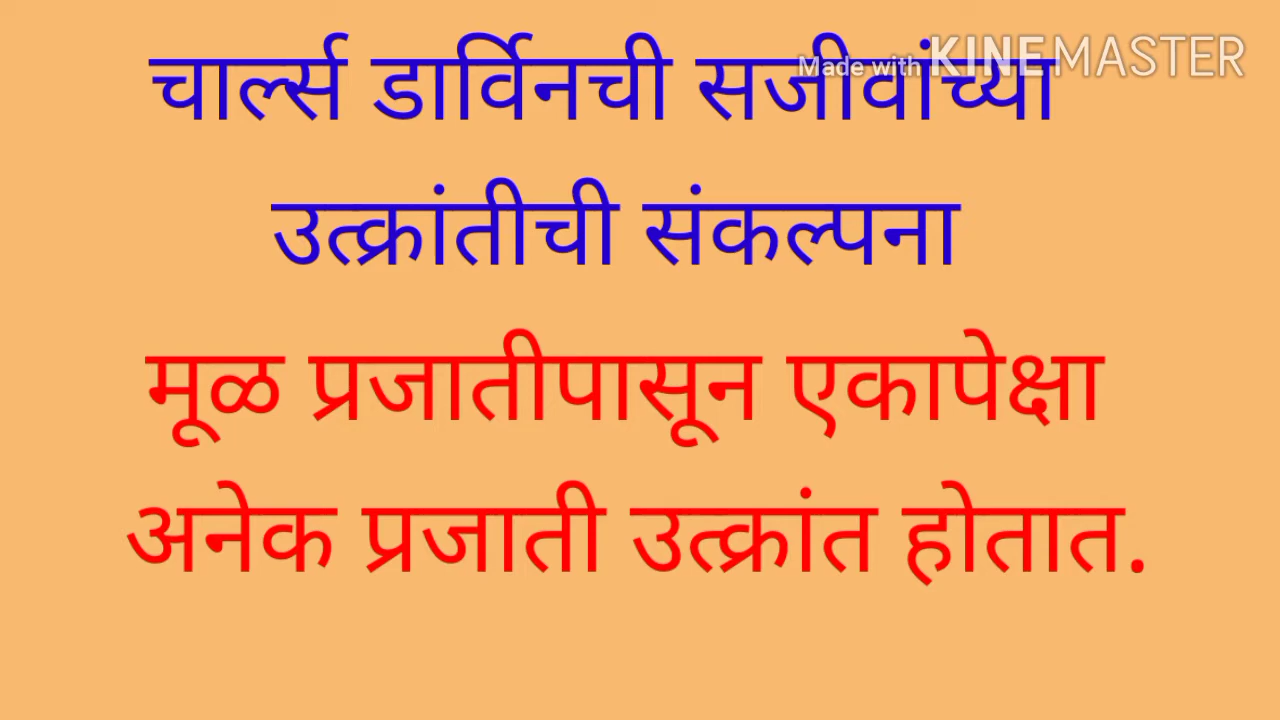 Made with KINEMASTER
चार्ल्स डार्विनची सजीवांच्या
उत्क्रांतीची संकल्पना
मूळ प्रजातीपासून एकापेक्षा
अनेक प्रजाती उत्क्रांत होतात.